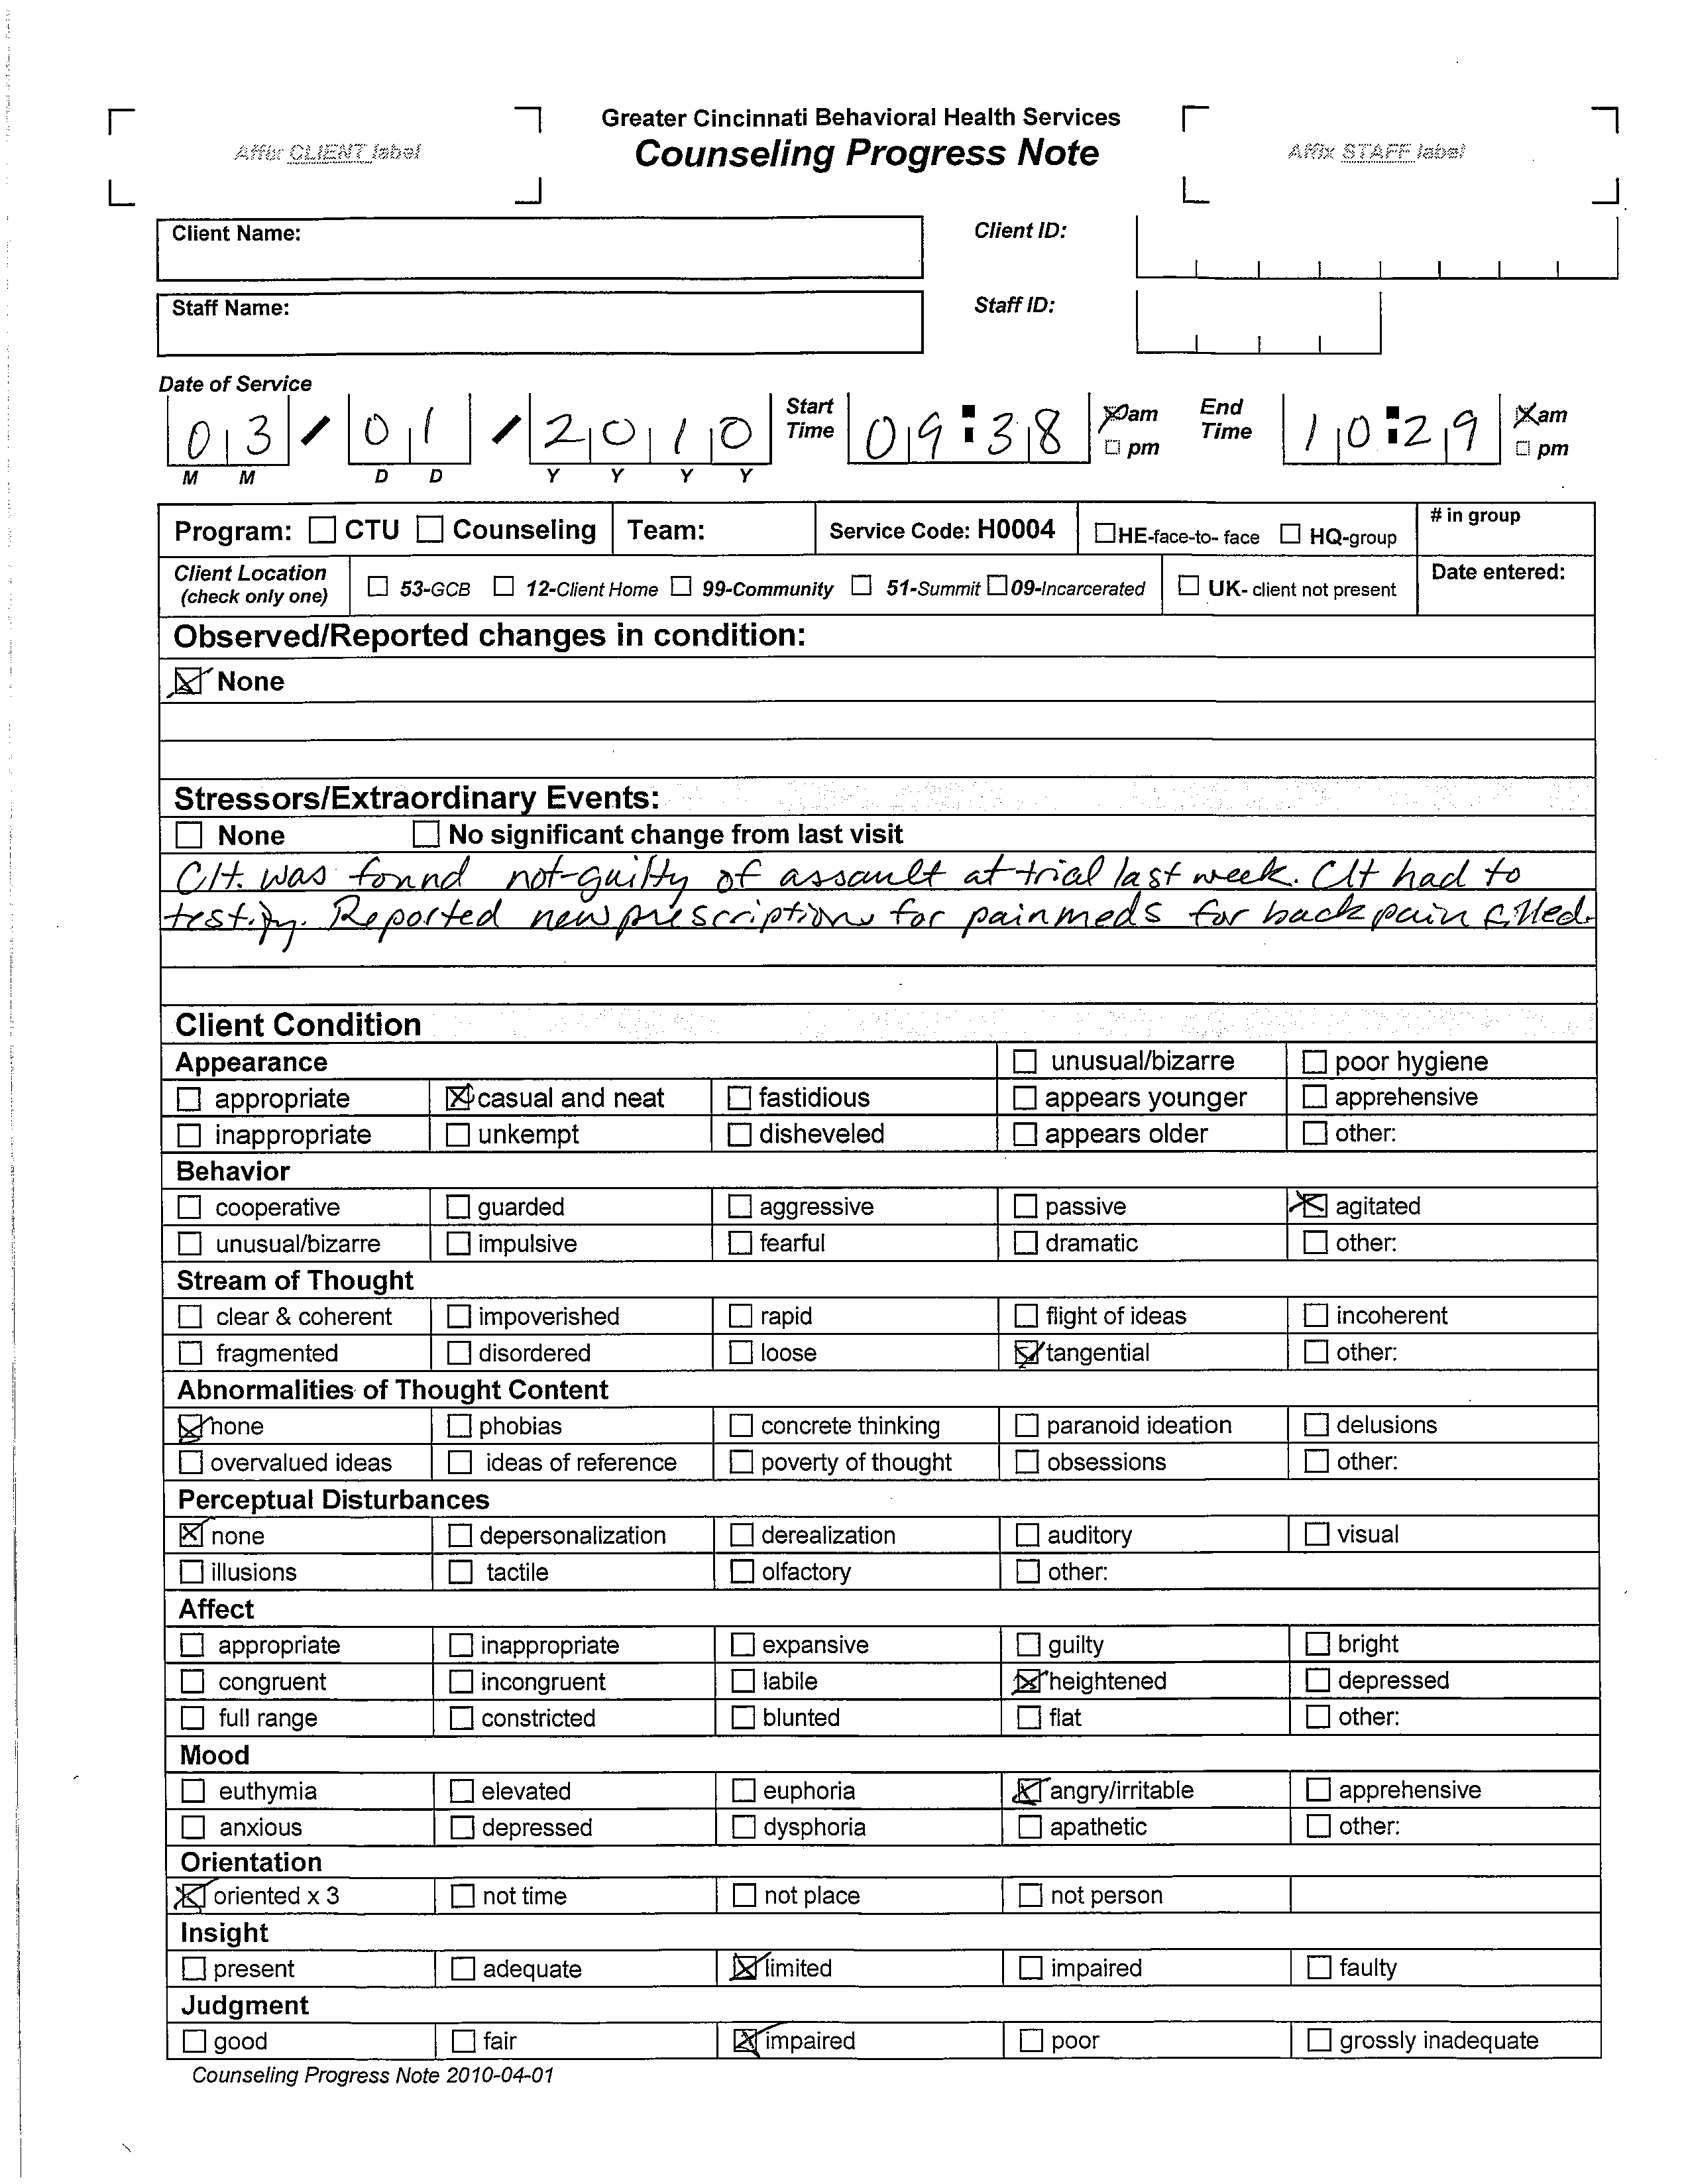 Affix CLIENT label
Greater Cincinnati Behavioral Health Services
Counseling Progress Note
Affix STAFF label
Client Name:
Client ID:
Staff Name:
Staff ID:
Date of Service
03 / 01 / 2010 Start Time 09:38 ☒ am ☐ pm End Time 10:29 ☒ am ☐ pm
M M D D Y Y Y Y
Program: ☐ CTU ☐ Counseling Team: Service Code: H0004 ☐ HE-face-to- face ☐ HQ-group # in group
Client Location (check only one) ☐ 53-GCB ☐ 12-Client Home ☐ 99-Community ☐ 51-Summit ☐ 09-Incarcerated ☐ UK- client not present Date entered:
Observed/Reported changes in condition:
☒ None
Stressors/Extraordinary Events:
☐ None ☐ No significant change from last visit
Clt. was found not-guilty of assault at trial last week. Clt had to
testify. Reported new prescriptions for pain meds for back pain filled.
Client Condition
Appearance ☐ unusual/bizarre ☐ poor hygiene
☐ appropriate ☒ casual and neat ☐ fastidious ☐ appears younger ☐ apprehensive
☐ inappropriate ☐ unkempt ☐ disheveled ☐ appears older ☐ other:
Behavior
☐ cooperative ☐ guarded ☐ aggressive ☐ passive ☒ agitated
☐ unusual/bizarre ☐ impulsive ☐ fearful ☐ dramatic ☐ other:
Stream of Thought
☐ clear & coherent ☐ impoverished ☐ rapid ☐ flight of ideas ☐ incoherent
☐ fragmented ☐ disordered ☐ loose ☒ tangential ☐ other:
Abnormalities of Thought Content
☒ none ☐ phobias ☐ concrete thinking ☐ paranoid ideation ☐ delusions
☐ overvalued ideas ☐ ideas of reference ☐ poverty of thought ☐ obsessions ☐ other:
Perceptual Disturbances
☒ none ☐ depersonalization ☐ derealization ☐ auditory ☐ visual
☐ illusions ☐ tactile ☐ olfactory ☐ other:
Affect
☐ appropriate ☐ inappropriate ☐ expansive ☐ guilty ☐ bright
☐ congruent ☐ incongruent ☐ labile ☒ heightened ☐ depressed
☐ full range ☐ constricted ☐ blunted ☐ flat ☐ other:
Mood
☐ euthymia ☐ elevated ☐ euphoria ☒ angry/irritable ☐ apprehensive
☐ anxious ☐ depressed ☐ dysphoria ☐ apathetic ☐ other:
Orientation
☒ oriented x 3 ☐ not time ☐ not place ☐ not person
Insight
☐ present ☐ adequate ☒ limited ☐ impaired ☐ faulty
Judgment
☐ good ☐ fair ☒ impaired ☐ poor ☐ grossly inadequate
Counseling Progress Note 2010-04-01